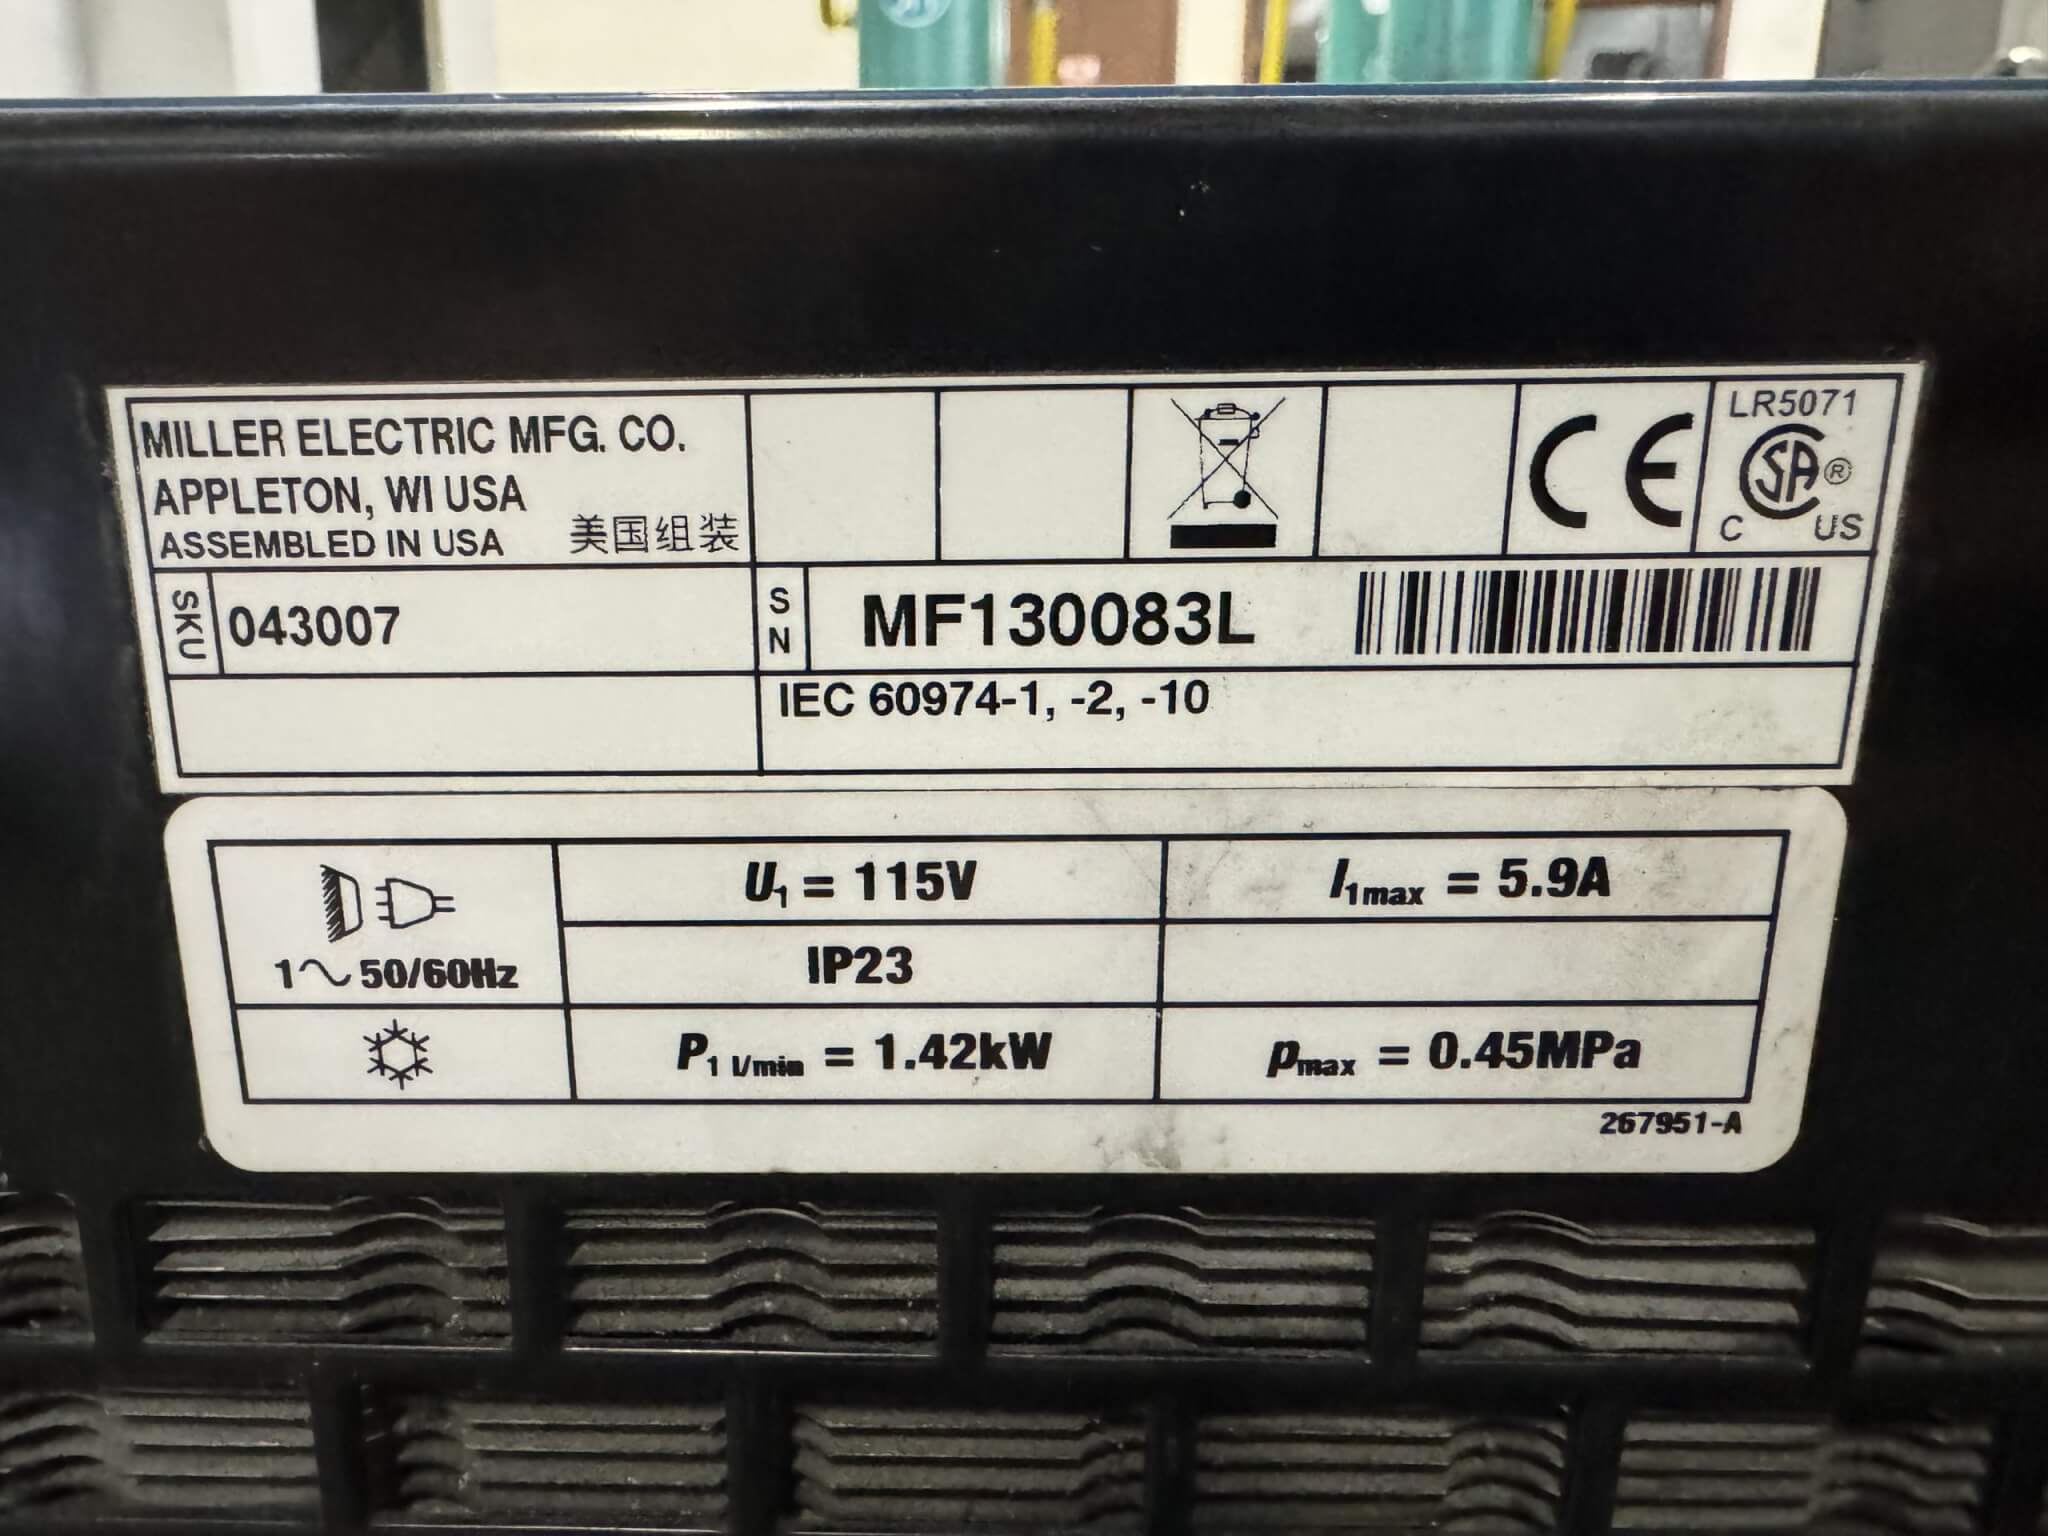 MILLER ELECTRIC MFG. CO.
APPLETON, WI USA
ASSEMBLED IN USA 美国组装
CE
LR5071
CSA®
C US
SKU 043007
SN MF130083L
IEC 60974-1, -2, -10
U1 = 115V
I1max = 5.9A
1~50/60Hz
IP23
P1 l/min = 1.42kW
pmax = 0.45MPa
267951-A